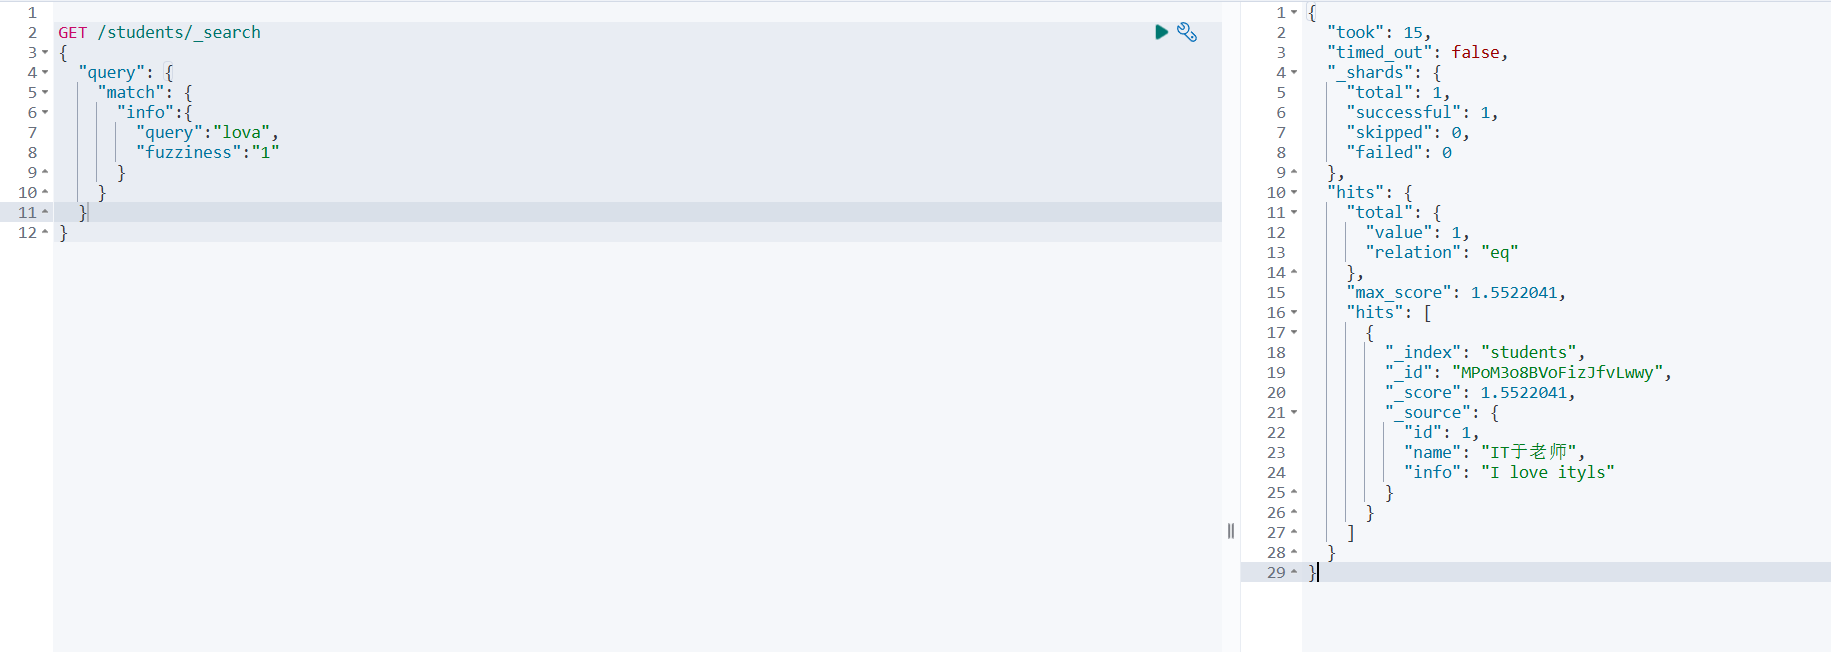 1
2 GET /students/_search
3 {
4 "query": {
5 "match": {
6 "info":{
7 "query":"lova",
8 "fuzziness":"1"
9 }
10 }
11 }
12 }
1 {
2 "took": 15,
3 "timed_out": false,
4 "_shards": {
5 "total": 1,
6 "successful": 1,
7 "skipped": 0,
8 "failed": 0
9 },
10 "hits": {
11 "total": {
12 "value": 1,
13 "relation": "eq"
14 },
15 "max_score": 1.5522041,
16 "hits": [
17 {
18 "_index": "students",
19 "_id": "MPoM3o8BVoFizJfvLwwy",
20 "_score": 1.5522041,
21 "_source": {
22 "id": 1,
23 "name": "IT于老师",
24 "info": "I love ityls"
25 }
26 }
27 ]
28 }
29 }